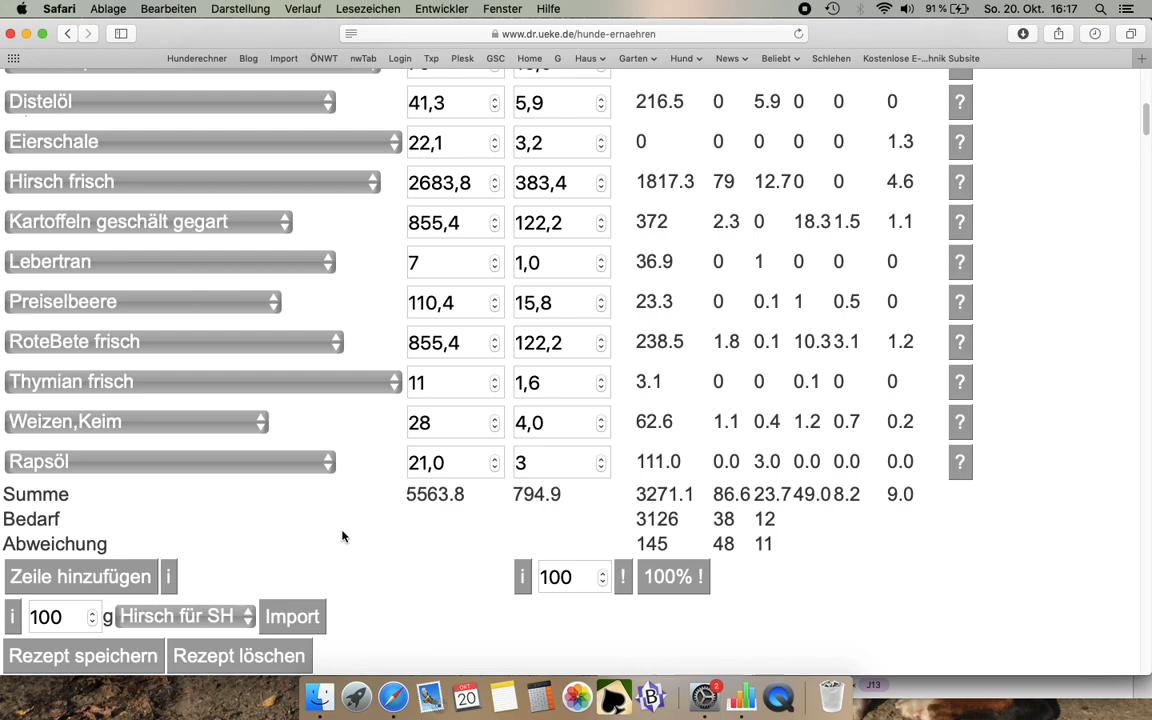 Safari Ablage Bearbeiten Darstellung Verlauf Lesezeichen Entwickler Fenster Hilfe 91 % So. 20. Okt. 16:17
www.dr.ueke.de/hunde-ernaehren
Hunderechner Blog Import ÖNWT nwTab Login Txp Plesk GSC Home G Haus Garten Hund News Beliebt Schlehen Kostenlose E-...hnik Subsite
Distelöl 41,3 5,9 216.5 0 5.9 0 0 0 ?
Eierschale 22,1 3,2 0 0 0 0 0 1.3 ?
Hirsch frisch 2683,8 383,4 1817.3 79 12.7 0 0 4.6 ?
Kartoffeln geschält gegart 855,4 122,2 372 2.3 0 18.3 1.5 1.1 ?
Lebertran 7 1,0 36.9 0 1 0 0 0 ?
Preiselbeere 110,4 15,8 23.3 0 0.1 1 0.5 0 ?
RoteBete frisch 855,4 122,2 238.5 1.8 0.1 10.3 3.1 1.2 ?
Thymian frisch 11 1,6 3.1 0 0 0.1 0 0 ?
Weizen,Keim 28 4,0 62.6 1.1 0.4 1.2 0.7 0.2 ?
Rapsöl 21,0 3 111.0 0.0 3.0 0.0 0.0 0.0 ?
Summe 5563.8 794.9 3271.1 86.6 23.7 49.0 8.2 9.0
Bedarf 3126 38 12
Abweichung 145 48 11
Zeile hinzufügen i i 100 ! 100% !
i 100 g Hirsch für SH Import
Rezept speichern Rezept löschen
OKT 20 2 J13